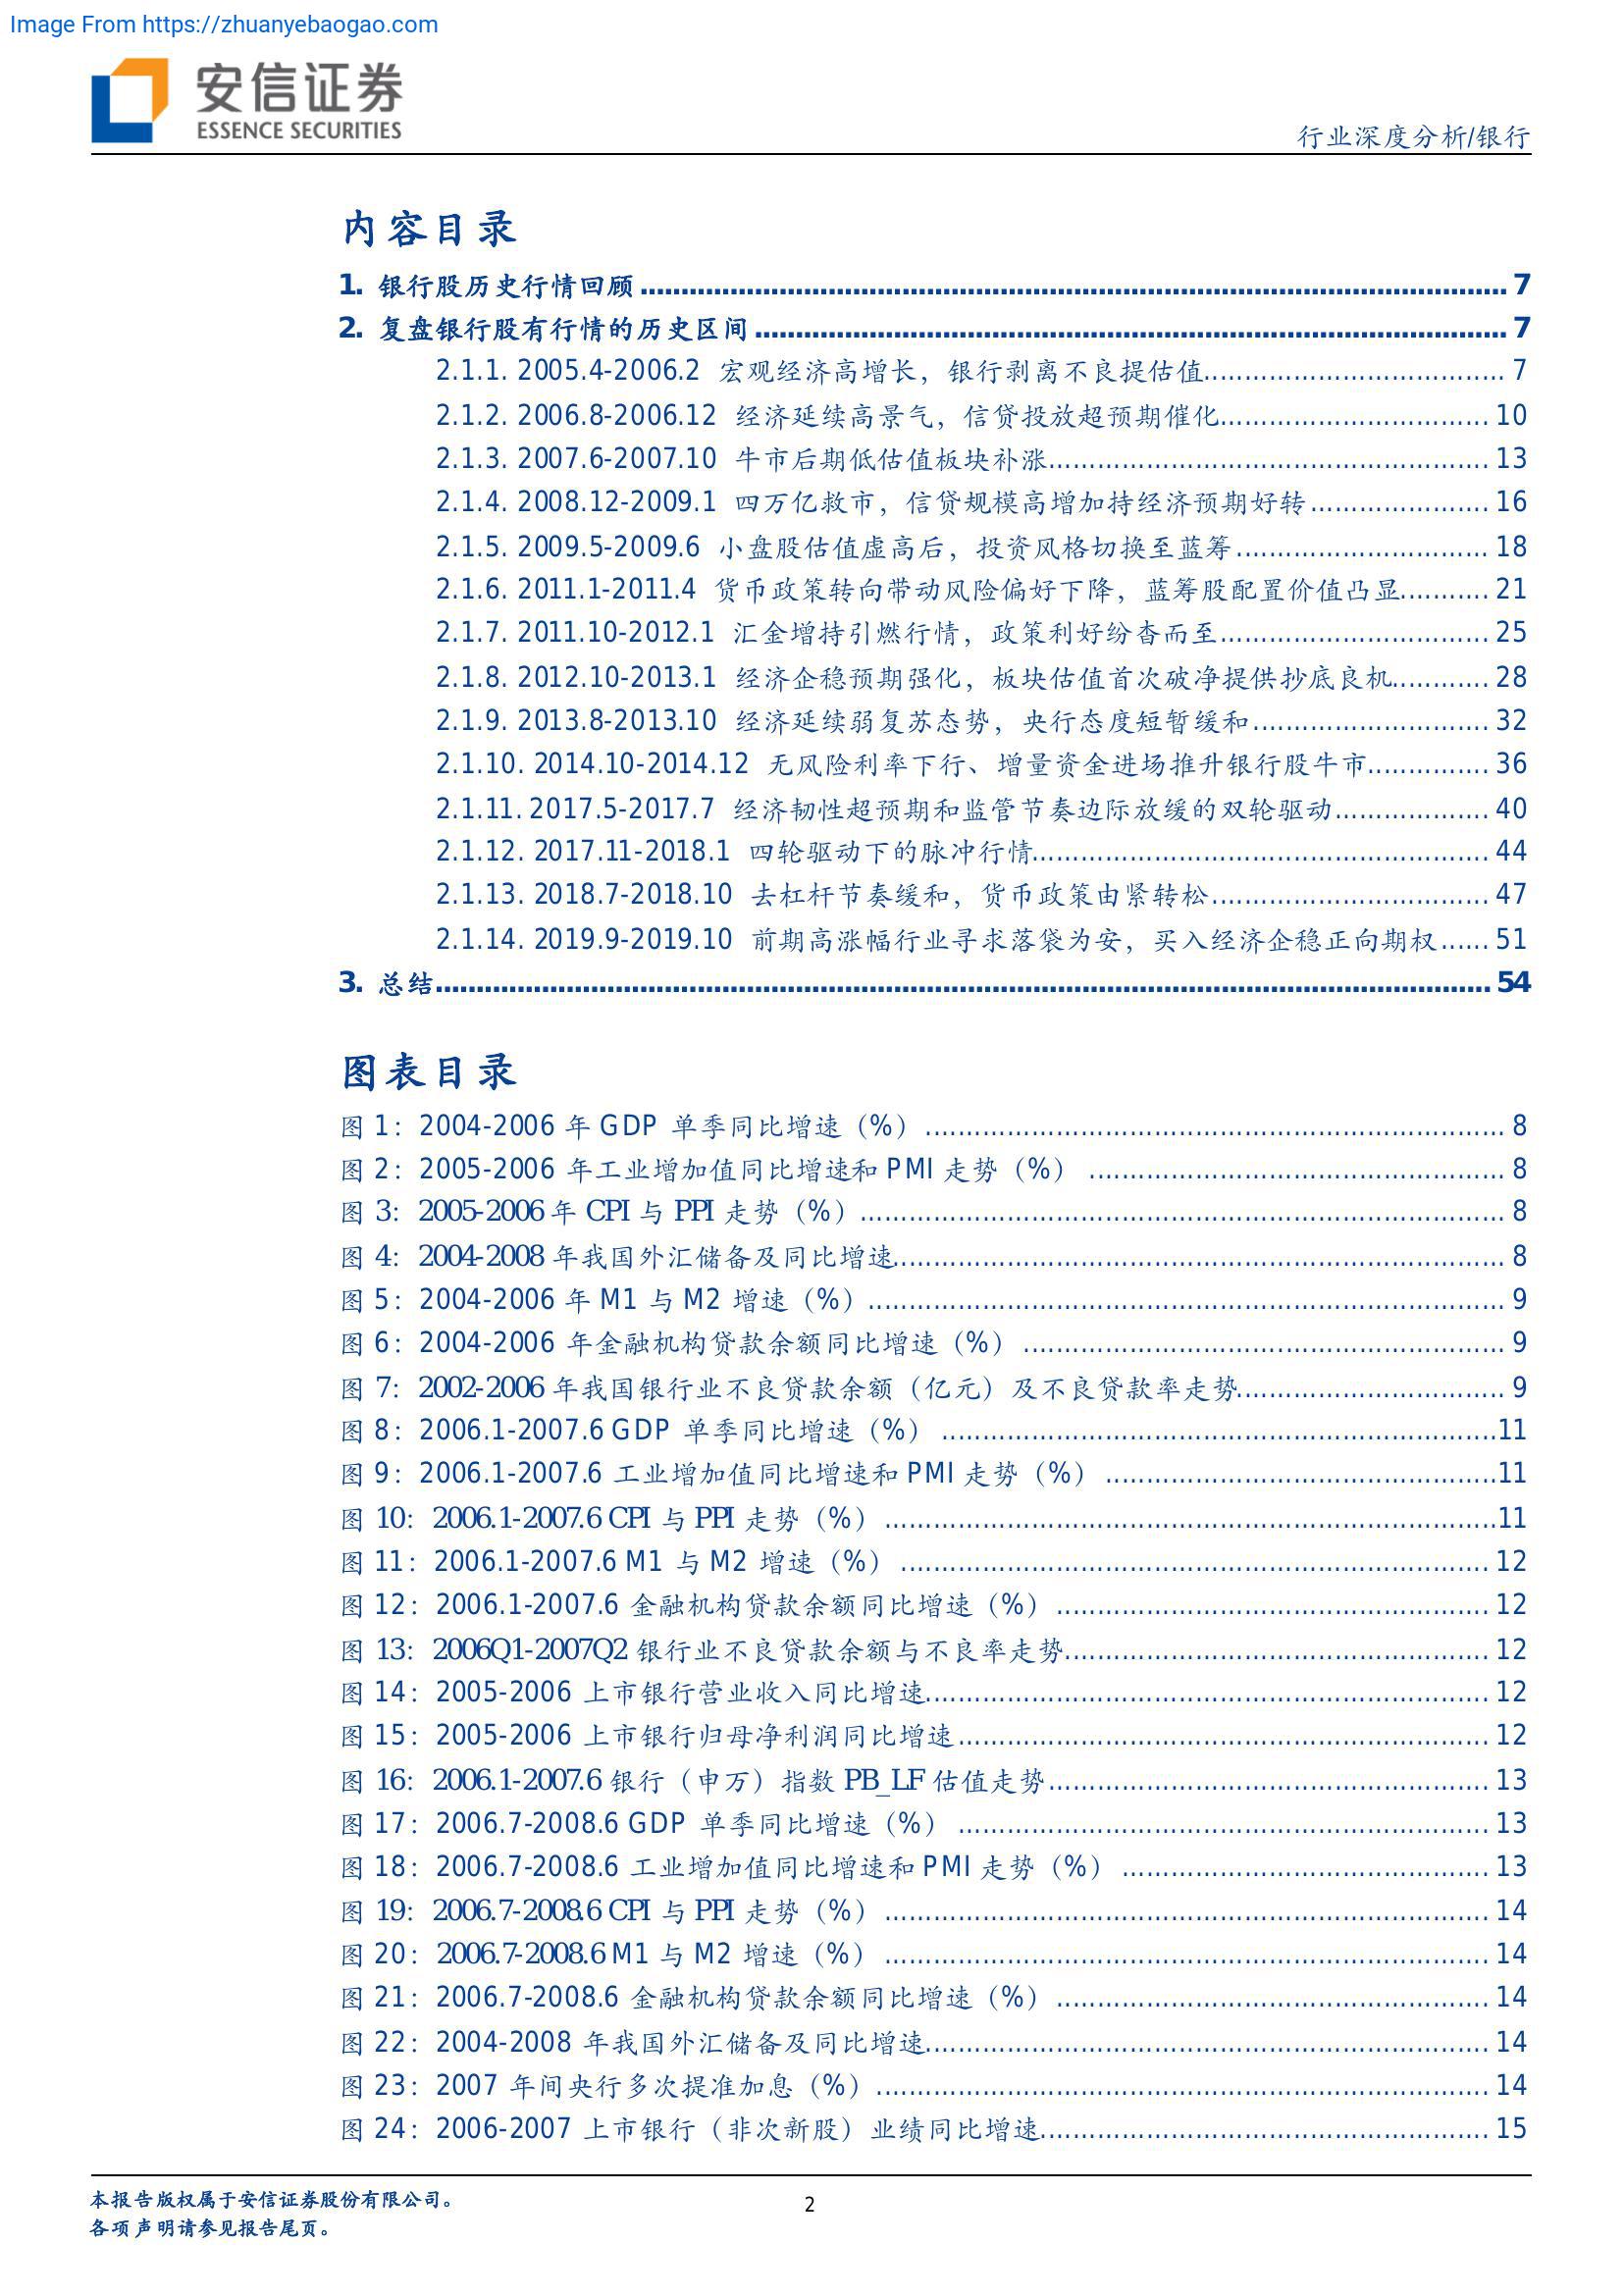 Image From https://zhuanyebaogao.com
安信证券
ESSENCE SECURITIES
行业深度分析/银行
内容目录
1. 银行股历史行情回顾 7
2. 复盘银行股有行情的历史区间 7
2.1.1. 2005.4-2006.2 宏观经济高增长，银行剥离不良提估值 7
2.1.2. 2006.8-2006.12 经济延续高景气，信贷投放超预期催化 10
2.1.3. 2007.6-2007.10 牛市后期低估值板块补涨 13
2.1.4. 2008.12-2009.1 四万亿救市，信贷规模高增加持经济预期好转 16
2.1.5. 2009.5-2009.6 小盘股估值虚高后，投资风格切换至蓝筹 18
2.1.6. 2011.1-2011.4 货币政策转向带动风险偏好下降，蓝筹股配置价值凸显 21
2.1.7. 2011.10-2012.1 汇金增持引燃行情，政策利好纷沓而至 25
2.1.8. 2012.10-2013.1 经济企稳预期强化，板块估值首次破净提供抄底良机 28
2.1.9. 2013.8-2013.10 经济延续弱复苏态势，央行态度短暂缓和 32
2.1.10. 2014.10-2014.12 无风险利率下行、增量资金进场推升银行股牛市 36
2.1.11. 2017.5-2017.7 经济韧性超预期和监管节奏边际放缓的双轮驱动 40
2.1.12. 2017.11-2018.1 四轮驱动下的脉冲行情 44
2.1.13. 2018.7-2018.10 去杠杆节奏缓和，货币政策由紧转松 47
2.1.14. 2019.9-2019.10 前期高涨幅行业寻求落袋为安，买入经济企稳正向期权 51
3. 总结 54
图表目录
图 1：2004-2006 年 GDP 单季同比增速（%） 8
图 2：2005-2006 年工业增加值同比增速和 PMI 走势（%） 8
图 3：2005-2006 年 CPI 与 PPI 走势（%） 8
图 4：2004-2008 年我国外汇储备及同比增速 8
图 5：2004-2006 年 M1 与 M2 增速（%） 9
图 6：2004-2006 年金融机构贷款余额同比增速（%） 9
图 7：2002-2006 年我国银行业不良贷款余额（亿元）及不良贷款率走势 9
图 8：2006.1-2007.6 GDP 单季同比增速（%） 11
图 9：2006.1-2007.6 工业增加值同比增速和 PMI 走势（%） 11
图 10：2006.1-2007.6 CPI 与 PPI 走势（%） 11
图 11：2006.1-2007.6 M1 与 M2 增速（%） 12
图 12：2006.1-2007.6 金融机构贷款余额同比增速（%） 12
图 13：2006Q1-2007Q2 银行业不良贷款余额与不良率走势 12
图 14：2005-2006 上市银行营业收入同比增速 12
图 15：2005-2006 上市银行归母净利润同比增速 12
图 16：2006.1-2007.6 银行（申万）指数 PB_LF 估值走势 13
图 17：2006.7-2008.6 GDP 单季同比增速（%） 13
图 18：2006.7-2008.6 工业增加值同比增速和 PMI 走势（%） 13
图 19：2006.7-2008.6 CPI 与 PPI 走势（%） 14
图 20：2006.7-2008.6 M1 与 M2 增速（%） 14
图 21：2006.7-2008.6 金融机构贷款余额同比增速（%） 14
图 22：2004-2008 年我国外汇储备及同比增速 14
图 23：2007 年间央行多次提准加息（%） 14
图 24：2006-2007 上市银行（非次新股）业绩同比增速 15
本报告版权属于安信证券股份有限公司。
各项声明请参见报告尾页。
2